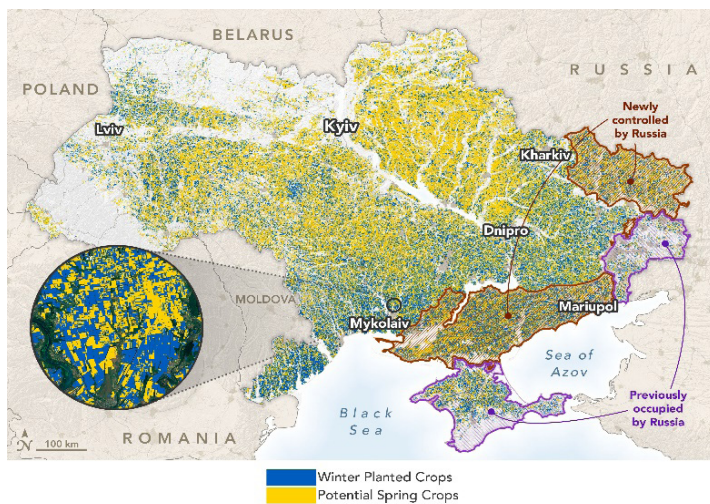 BELARUS
POLAND
RUSSIA
Newly
controlled
by Russia
Lviv
Kyiv
Kharkiv
Dnipro
MOLDOVA
Mykolaiv
Mariupol
Sea of
Azov
Previously
occupied
by Russia
Black
Sea
ROMANIA
N
100 km
Winter Planted Crops
Potential Spring Crops